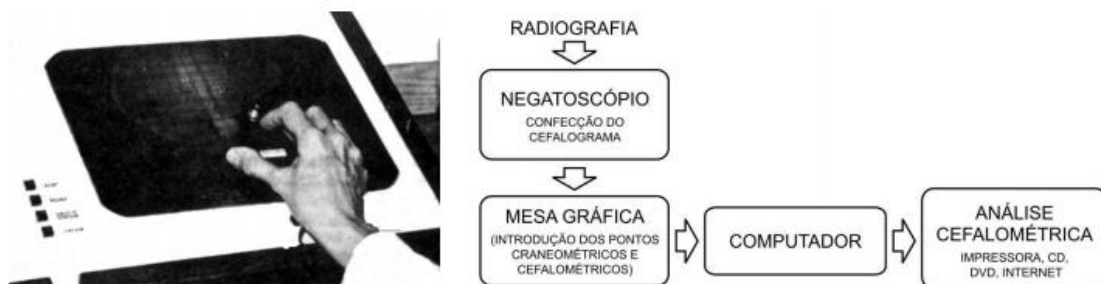 RADIOGRAFIA
NEGATOSCÓPIO
CONFECÇÃO DO
CEFALOGRAMA
MESA GRÁFICA
(INTRODUÇÃO DOS PONTOS
CRANEOMÉTRICOS E
CEFALOMÉTRICOS)
COMPUTADOR
ANÁLISE
CEFALOMÉTRICA
IMPRESSORA, CD,
DVD, INTERNET